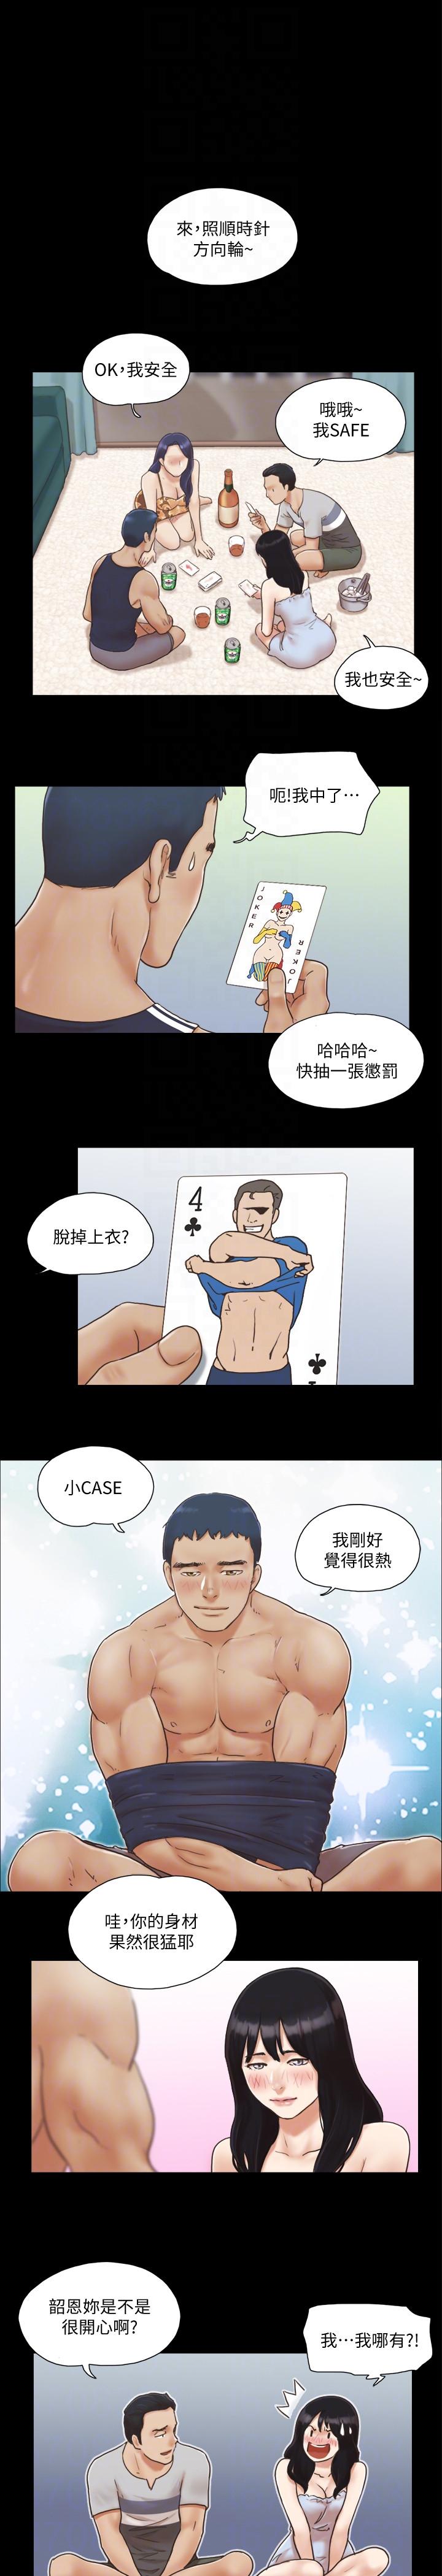 來，照順時針
方向輪~
OK，我安全
哦哦~
我SAFE
我也安全~
呃！我中了…
JOKER
JOKER
哈哈哈~
快抽一張懲罰
4
脫掉上衣?
小CASE
我剛好
覺得很熱
哇，你的身材
果然很猛耶
韶恩妳是不是
很開心啊?
我…我哪有?!